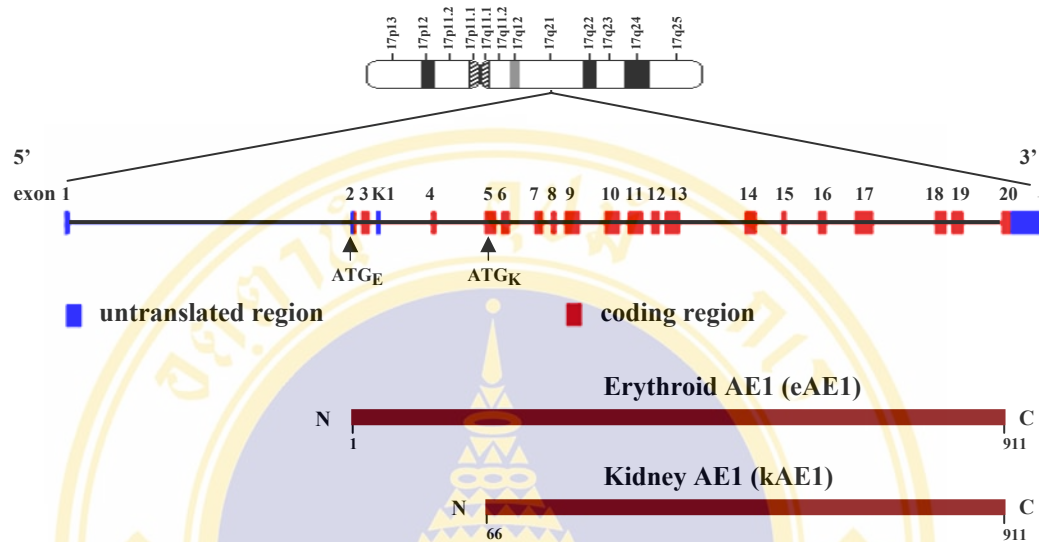 17p13 17p12 17p11.2 17p11.1 17q11.1 17q11.2 17q12 17q21 17q22 17q23 17q24 17q25
5’ 3’
exon 1 2 3 K1 4 5 6 7 8 9 10 11 12 13 14 15 16 17 18 19 20
ATGE ATGK
untranslated region coding region
Erythroid AE1 (eAE1)
N C
1 911
Kidney AE1 (kAE1)
N C
66 911